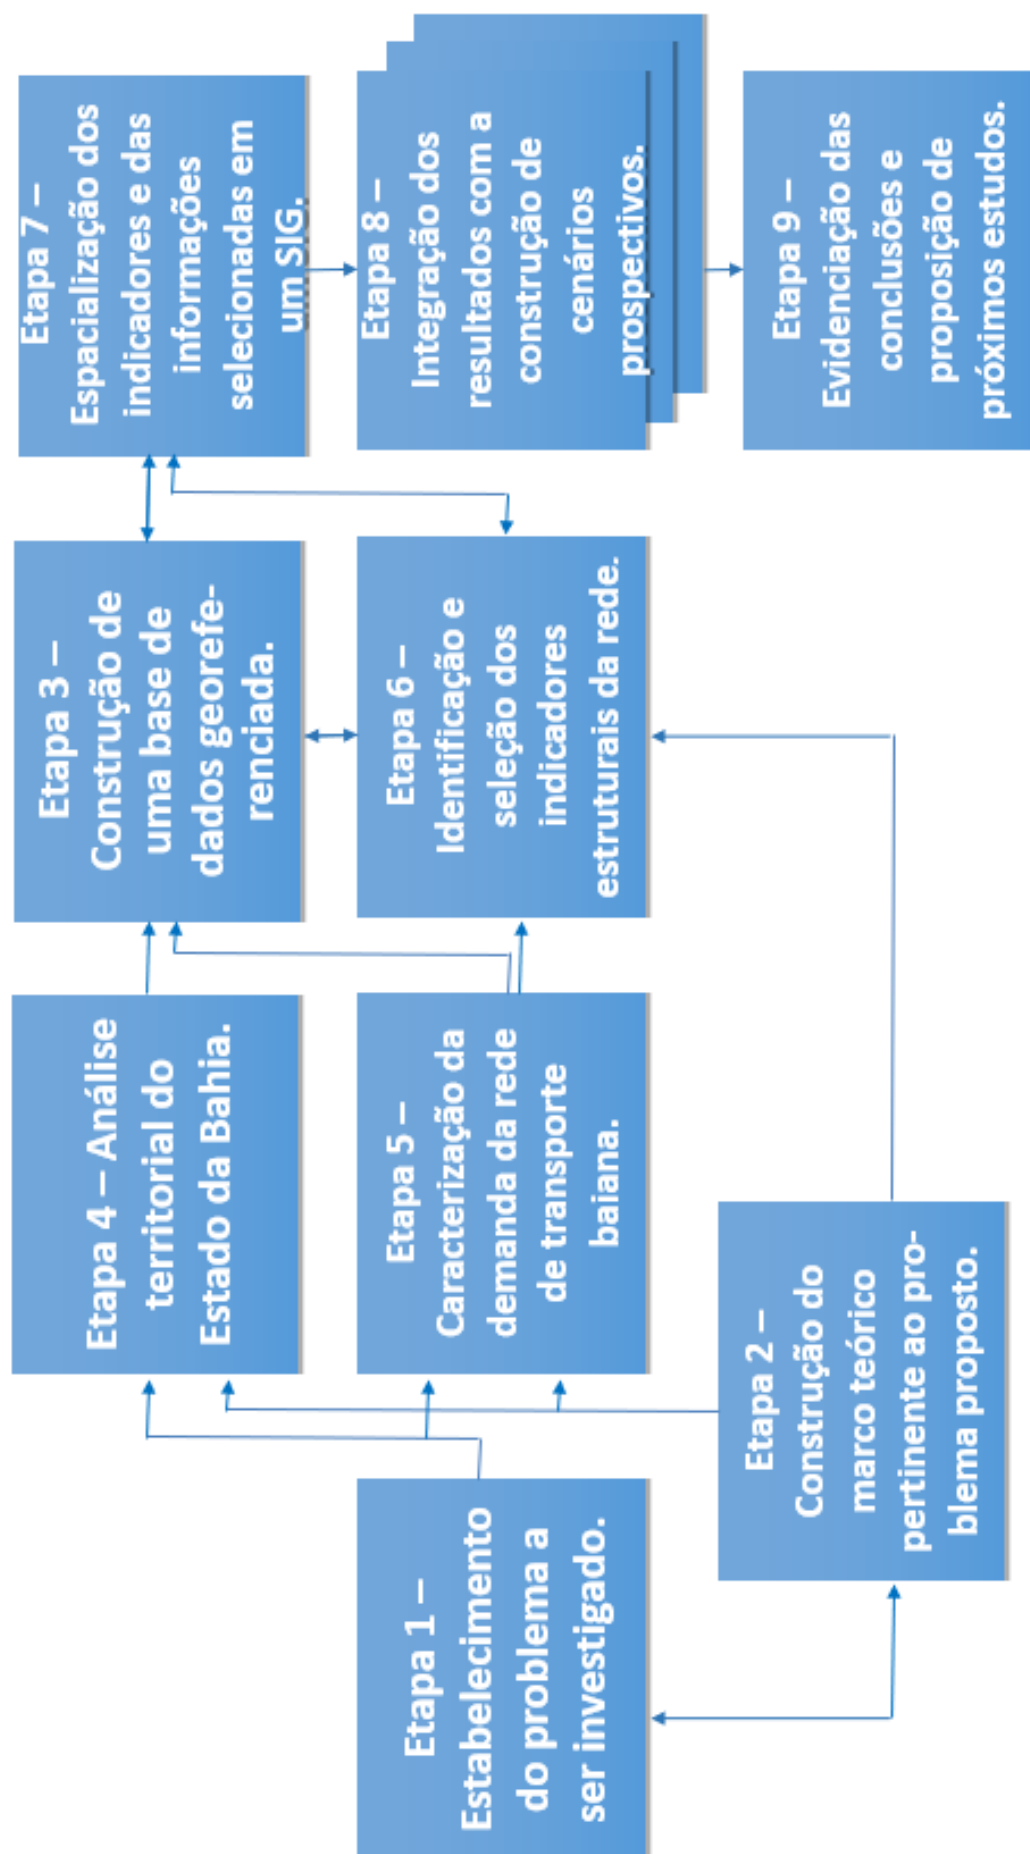 Etapa 1 –
Estabelecimento
do problema a
ser investigado.
Etapa 2 –
Construção do
marco teórico
pertinente ao pro-
blema proposto.
Etapa 4 – Análise
territorial do
Estado da Bahia.
Etapa 5 –
Caracterização da
demanda da rede
de transporte
baiana.
Etapa 3 –
Construção de
uma base de
dados georefe-
renciada.
Etapa 6 –
Identificação e
seleção dos
indicadores
estruturais da rede.
Etapa 7 –
Espacialização dos
indicadores e das
informações
selecionadas em
um SIG.
Etapa 8 –
Integração dos
resultados com a
construção de
cenários
prospectivos.
Etapa 9 –
Evidenciação das
conclusões e
proposição de
próximos estudos.